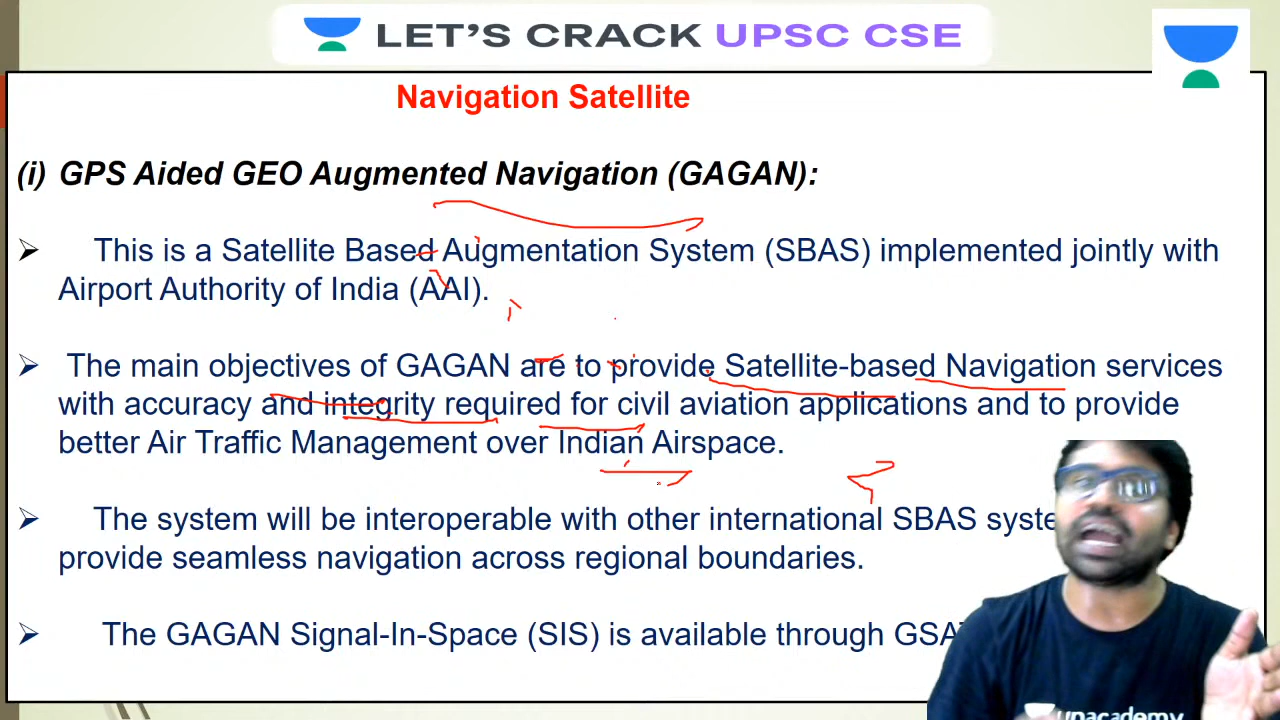 LET'S CRACK UPSC CSE
Navigation Satellite
(i) GPS Aided GEO Augmented Navigation (GAGAN):
➢ This is a Satellite Based Augmentation System (SBAS) implemented jointly with
Airport Authority of India (AAI).
➢ The main objectives of GAGAN are to provide Satellite-based Navigation services
with accuracy and integrity required for civil aviation applications and to provide
better Air Traffic Management over Indian Airspace.
➢ The system will be interoperable with other international SBAS
provide seamless navigation across regional boundaries.
➢ The GAGAN Signal-In-Space (SIS) is available through
unacademy